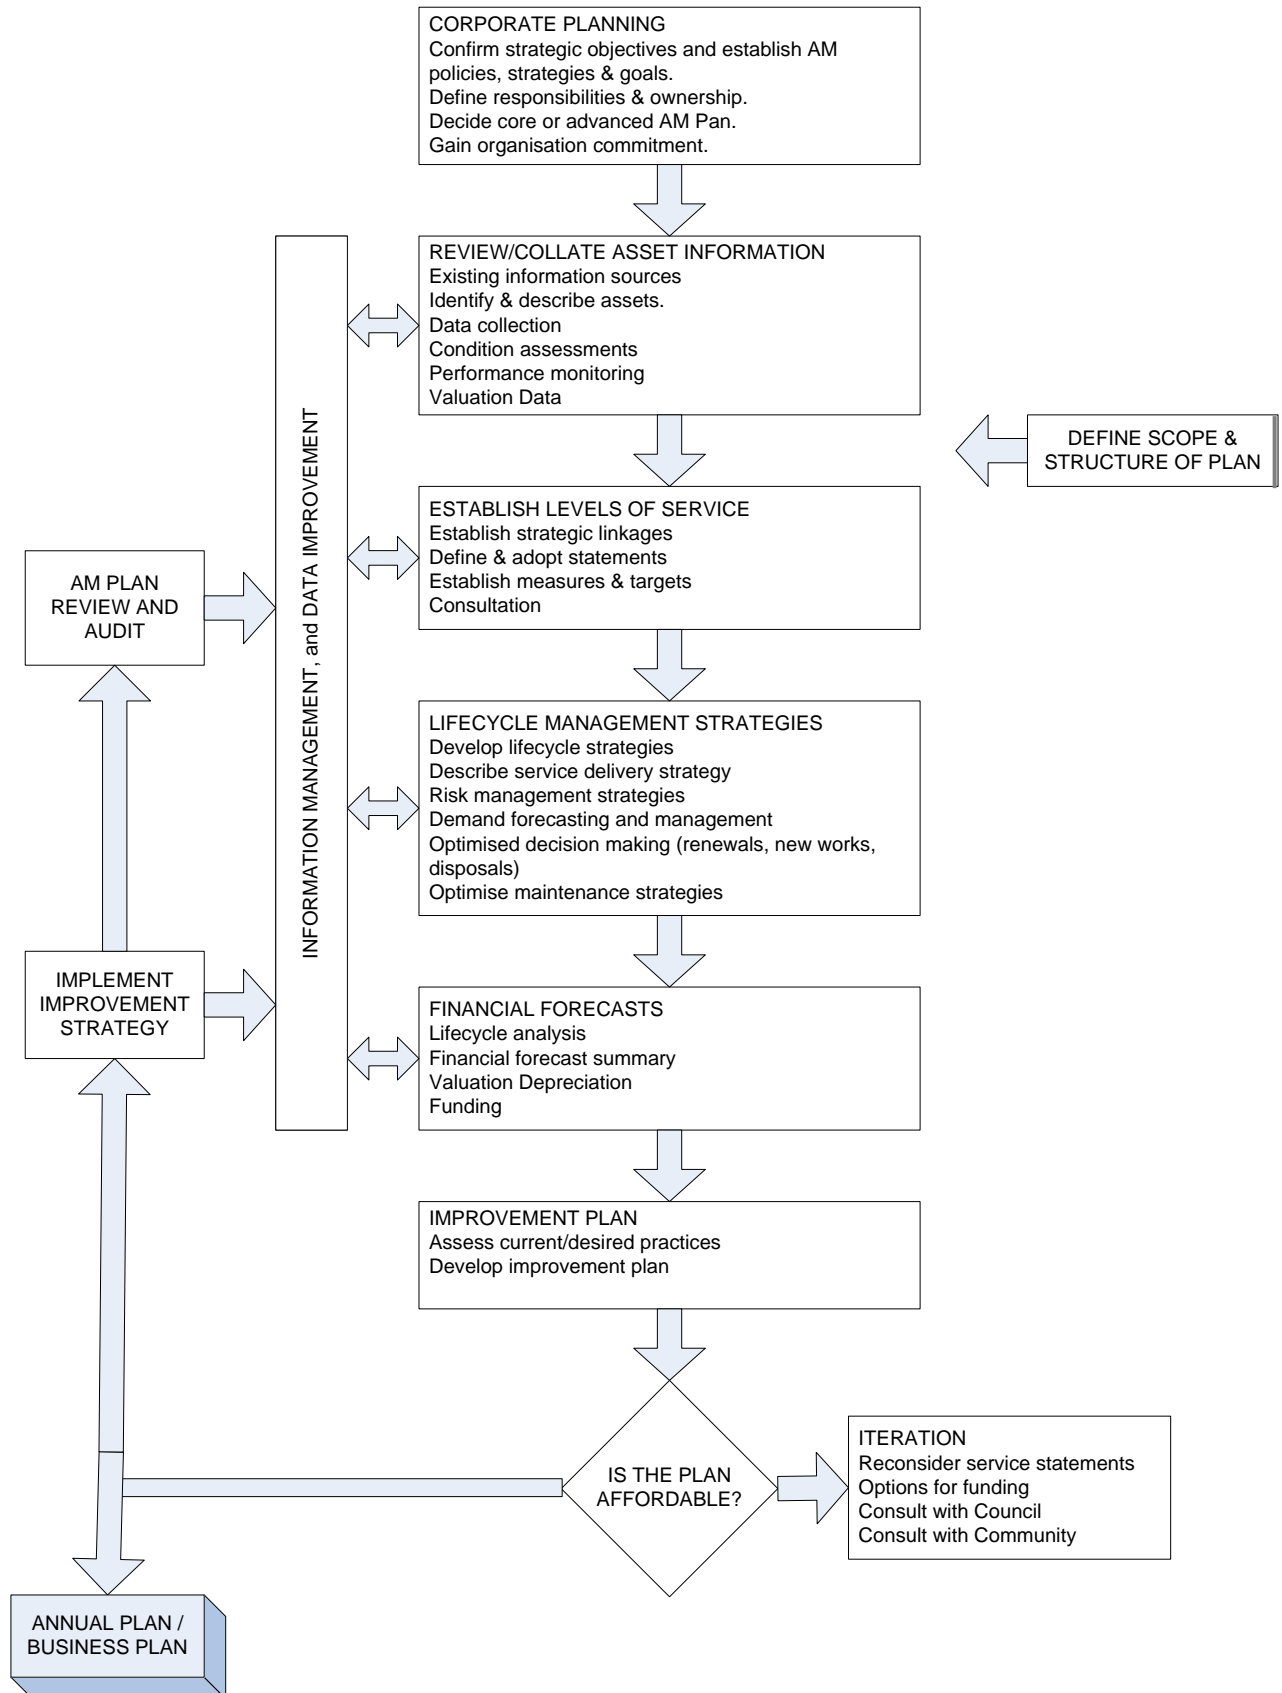 CORPORATE PLANNING
Confirm strategic objectives and establish AM
policies, strategies & goals.
Define responsibilities & ownership.
Decide core or advanced AM Pan.
Gain organisation commitment.
REVIEW/COLLATE ASSET INFORMATION
Existing information sources
Identify & describe assets.
Data collection
Condition assessments
Performance monitoring
Valuation Data
DEFINE SCOPE &
STRUCTURE OF PLAN
INFORMATION MANAGEMENT, and DATA IMPROVEMENT
ESTABLISH LEVELS OF SERVICE
Establish strategic linkages
Define & adopt statements
Establish measures & targets
Consultation
AM PLAN
REVIEW AND
AUDIT
LIFECYCLE MANAGEMENT STRATEGIES
Develop lifecycle strategies
Describe service delivery strategy
Risk management strategies
Demand forecasting and management
Optimised decision making (renewals, new works,
disposals)
Optimise maintenance strategies
IMPLEMENT
IMPROVEMENT
STRATEGY
FINANCIAL FORECASTS
Lifecycle analysis
Financial forecast summary
Valuation Depreciation
Funding
IMPROVEMENT PLAN
Assess current/desired practices
Develop improvement plan
IS THE PLAN
AFFORDABLE?
ITERATION
Reconsider service statements
Options for funding
Consult with Council
Consult with Community
ANNUAL PLAN /
BUSINESS PLAN